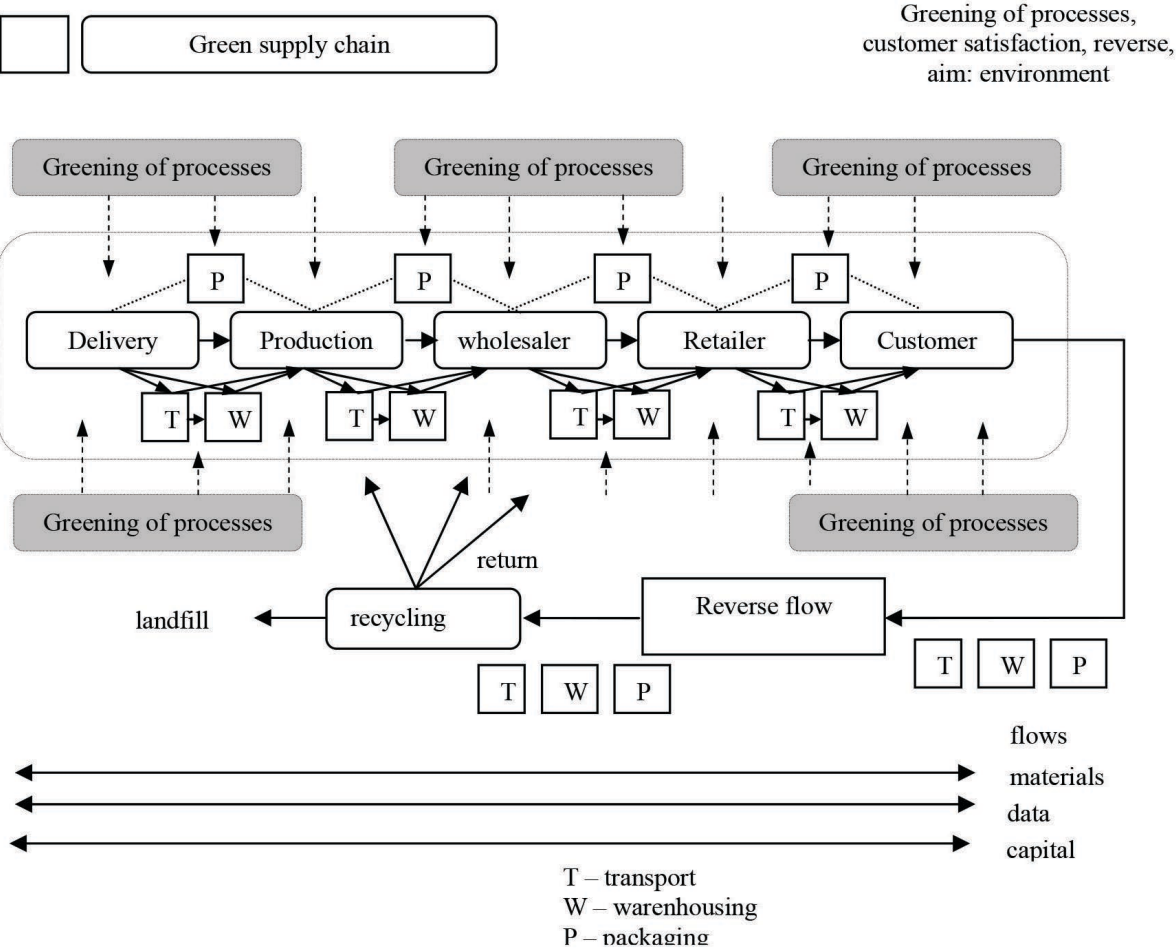 Green supply chain
Greening of processes,
customer satisfaction, reverse,
aim: environment
Greening of processes
Greening of processes
Greening of processes
P
P
P
P
Delivery
Production
wholesaler
Retailer
Customer
T
W
T
W
T
W
T
W
Greening of processes
Greening of processes
return
landfill
recycling
Reverse flow
T
W
P
T
W
P
flows
materials
data
capital
T – transport
W – warenhousing
P – packaging